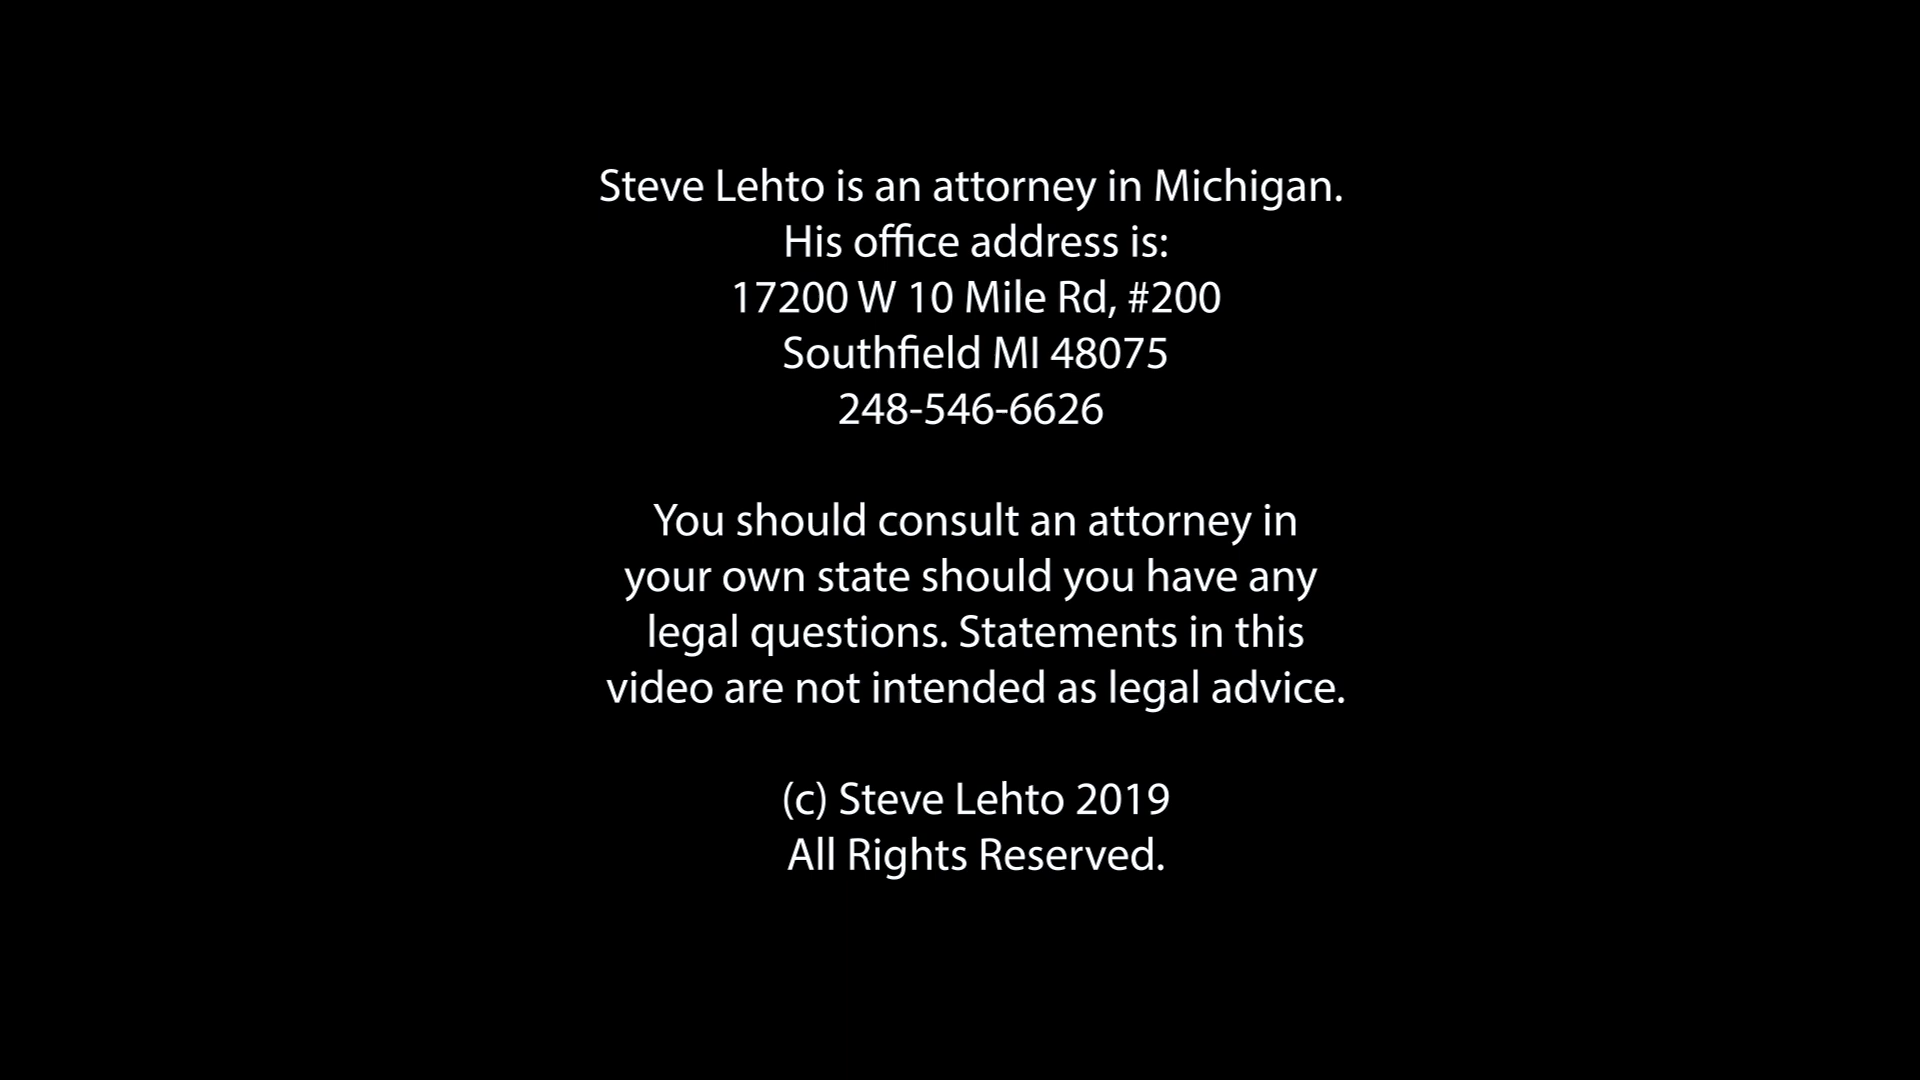 Steve Lehto is an attorney in Michigan.
His office address is:
17200 W 10 Mile Rd, #200
Southfield MI 48075
248-546-6626
You should consult an attorney in
your own state should you have any
legal questions. Statements in this
video are not intended as legal advice.
(c) Steve Lehto 2019
All Rights Reserved.